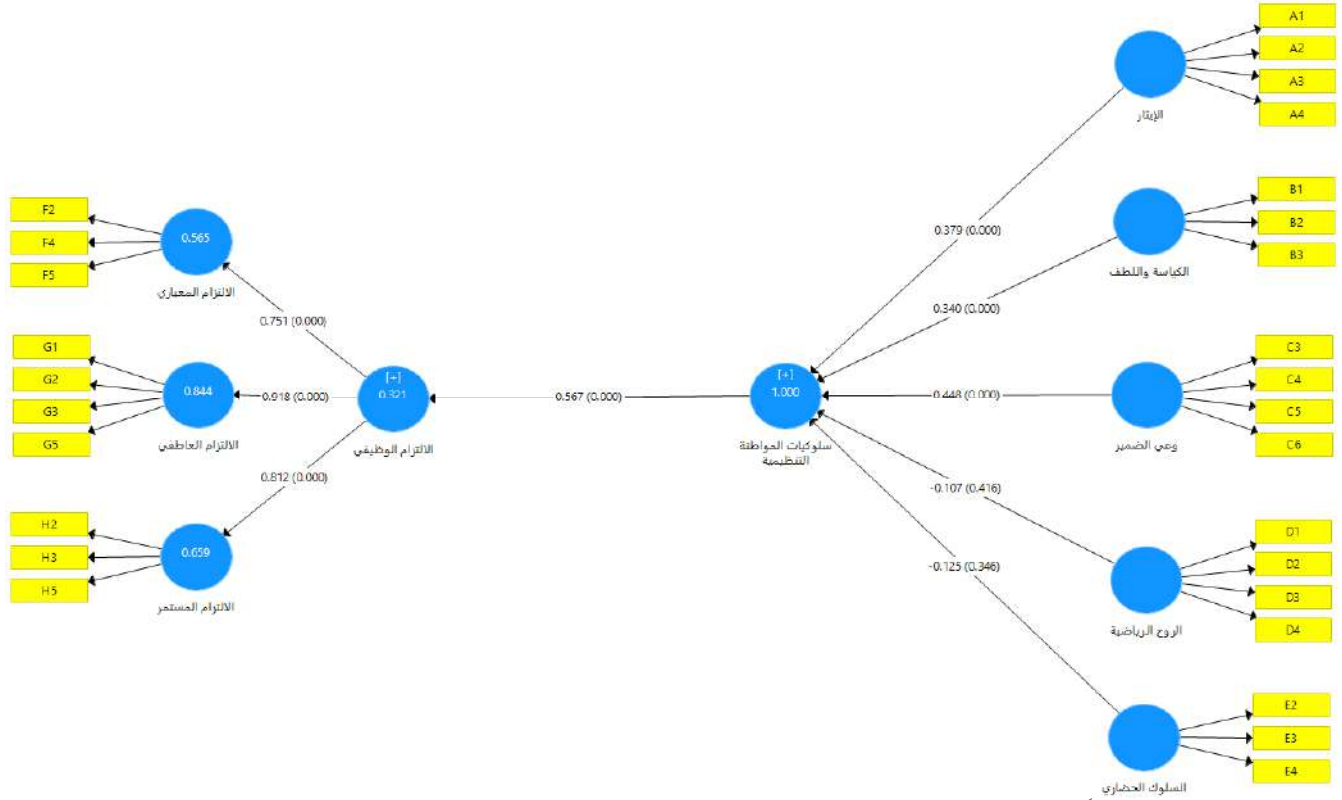 A1
A2
A3
A4
الإيثار
B1
B2
B3
الكياسة واللطف
C3
C4
C5
C6
وعي الضمير
D1
D2
D3
D4
الروح الرياضية
E2
E3
E4
السلوك الحضاري
0.379 (0.000)
0.340 (0.000)
0.448 (0.000)
-0.107 (0.416)
-0.125 (0.346)
[+]
1.000
سلوكيات المواطنة
التنظيمية
0.567 (0.000)
[+]
0.321
الالتزام الوظيفي
0.751 (0.000)
0.918 (0.000)
0.812 (0.000)
0.565
الالتزام المعياري
F2
F4
F5
0.844
الالتزام العاطفي
G1
G2
G3
G5
0.659
الالتزام المستمر
H2
H3
H5